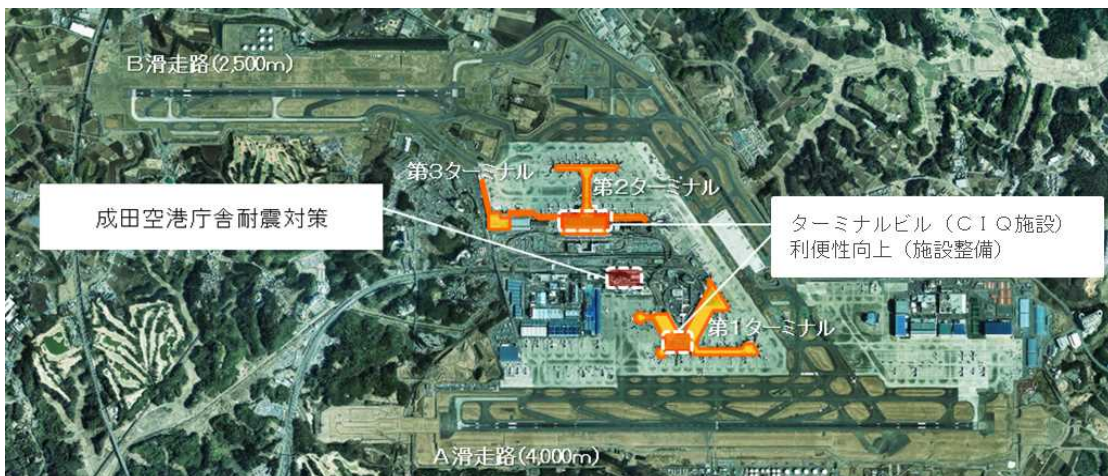 B滑走路(2,500m)
第3ターミナル
第2ターミナル
成田空港庁舎耐震対策
ターミナルビル（ＣＩＱ施設）
利便性向上（施設整備）
第1ターミナル
A滑走路(4,000m)